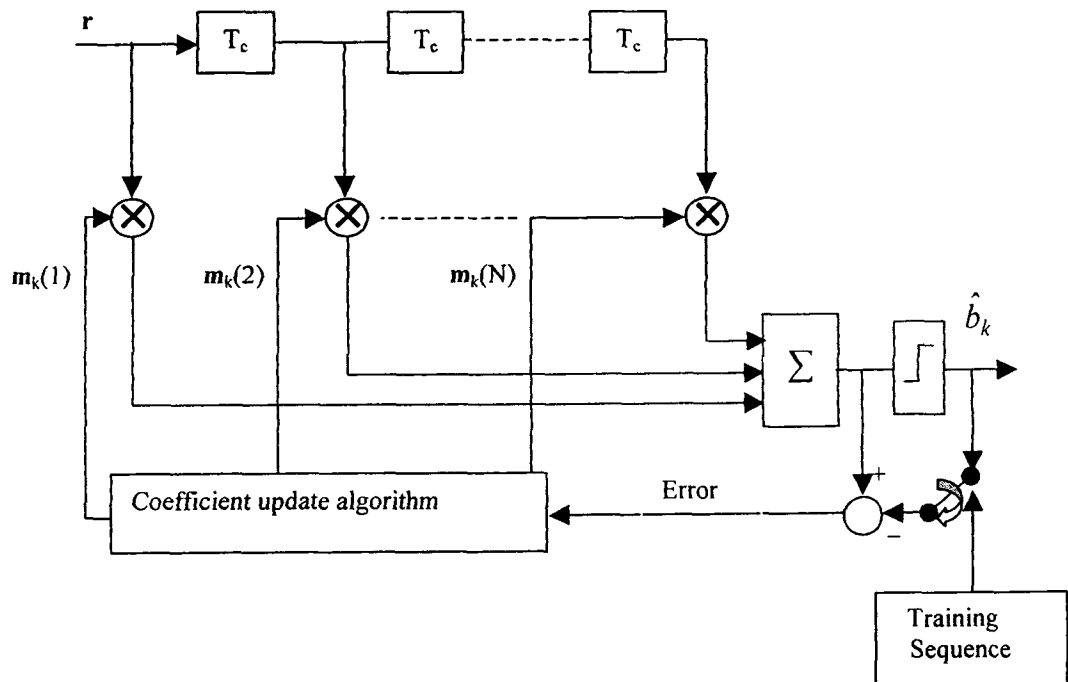 r
T_c
T_c
T_c
m_k(1)
m_k(2)
m_k(N)
Σ
b̂_k
+
Coefficient update algorithm
Error
−
Training
Sequence